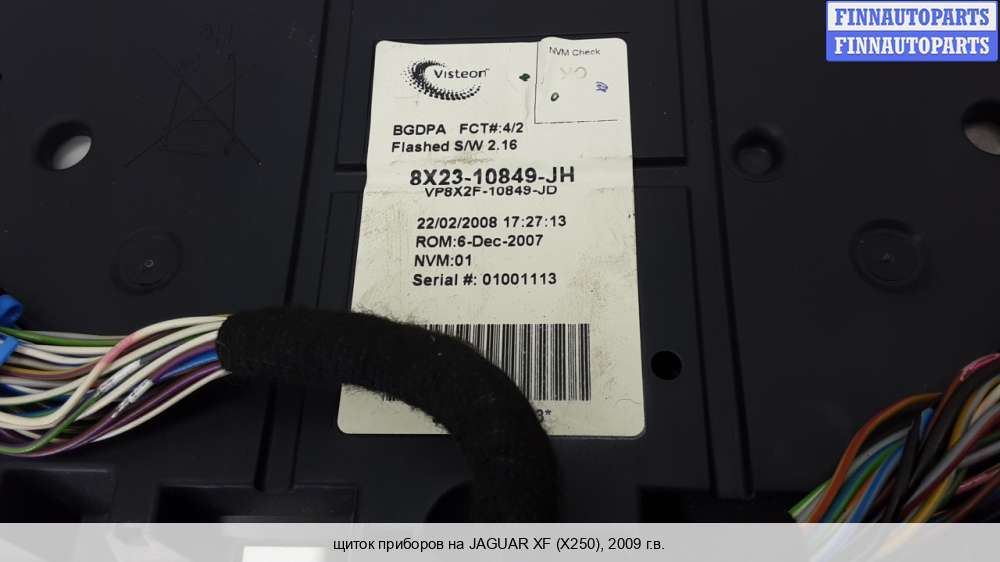 FINNAUTOPARTS
FINNAUTOPARTS
Visteon
NVM Check
OK
BGDPA FCT#:4/2
Flashed S/W 2.16
8X23-10849-JH
VP8X2F-10849-JD
22/02/2008 17:27:13
ROM:6-Dec-2007
NVM:01
Serial #: 01001113
3*
щиток приборов на JAGUAR XF (X250), 2009 г.в.